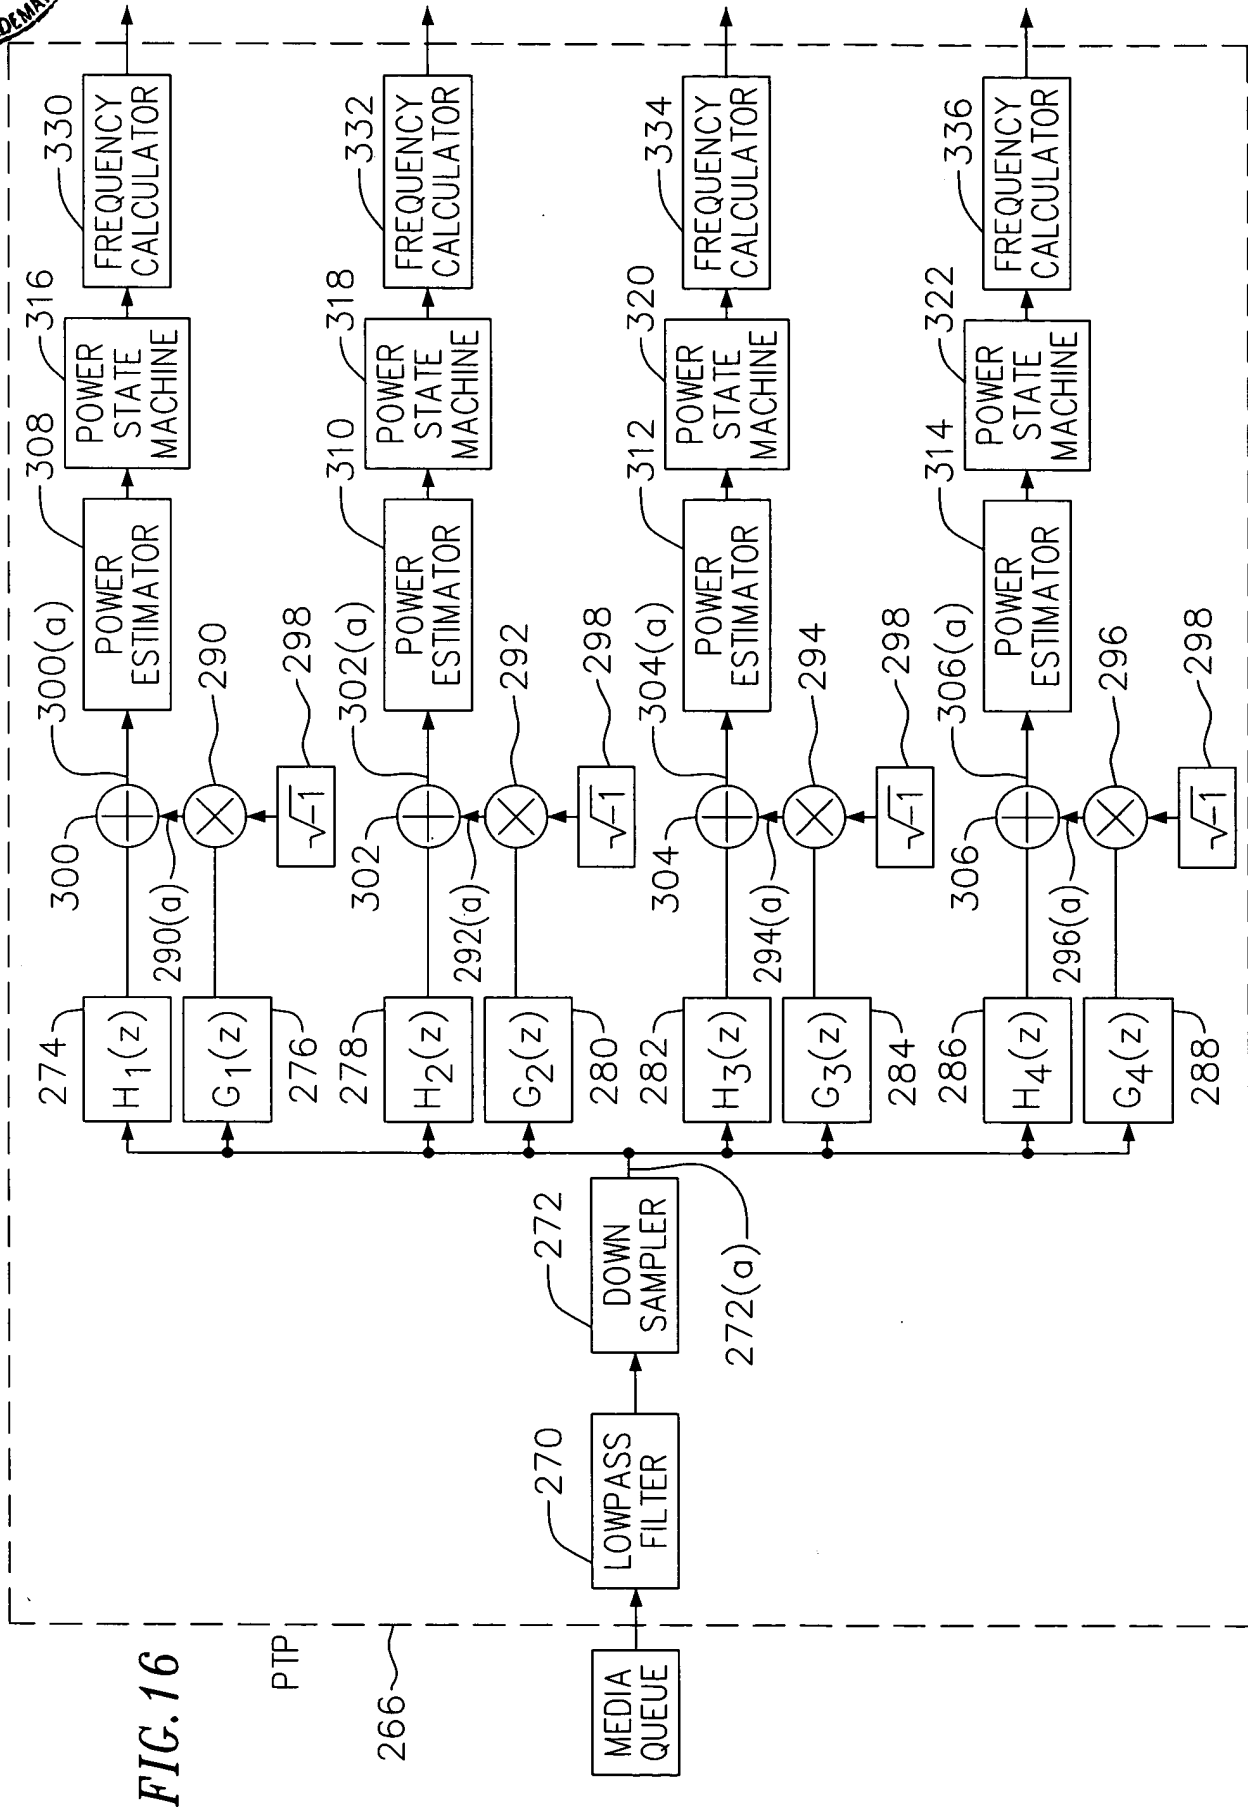 FIG. 16
PTP
266
MEDIA
QUEUE
270
LOWPASS
FILTER
272
DOWN
SAMPLER
272(a)
274
H1(z)
G1(z)
276
278
H2(z)
G2(z)
280
282
H3(z)
G3(z)
284
286
H4(z)
G4(z)
288
300
300(a)
290(a)
290
√-1
298
302
302(a)
292(a)
292
√-1
298
304
304(a)
294(a)
294
√-1
298
306
306(a)
296(a)
296
√-1
298
308
POWER
ESTIMATOR
316
POWER
STATE
MACHINE
330
FREQUENCY
CALCULATOR
310
POWER
ESTIMATOR
318
POWER
STATE
MACHINE
332
FREQUENCY
CALCULATOR
312
POWER
ESTIMATOR
320
POWER
STATE
MACHINE
334
FREQUENCY
CALCULATOR
314
POWER
ESTIMATOR
322
POWER
STATE
MACHINE
336
FREQUENCY
CALCULATOR